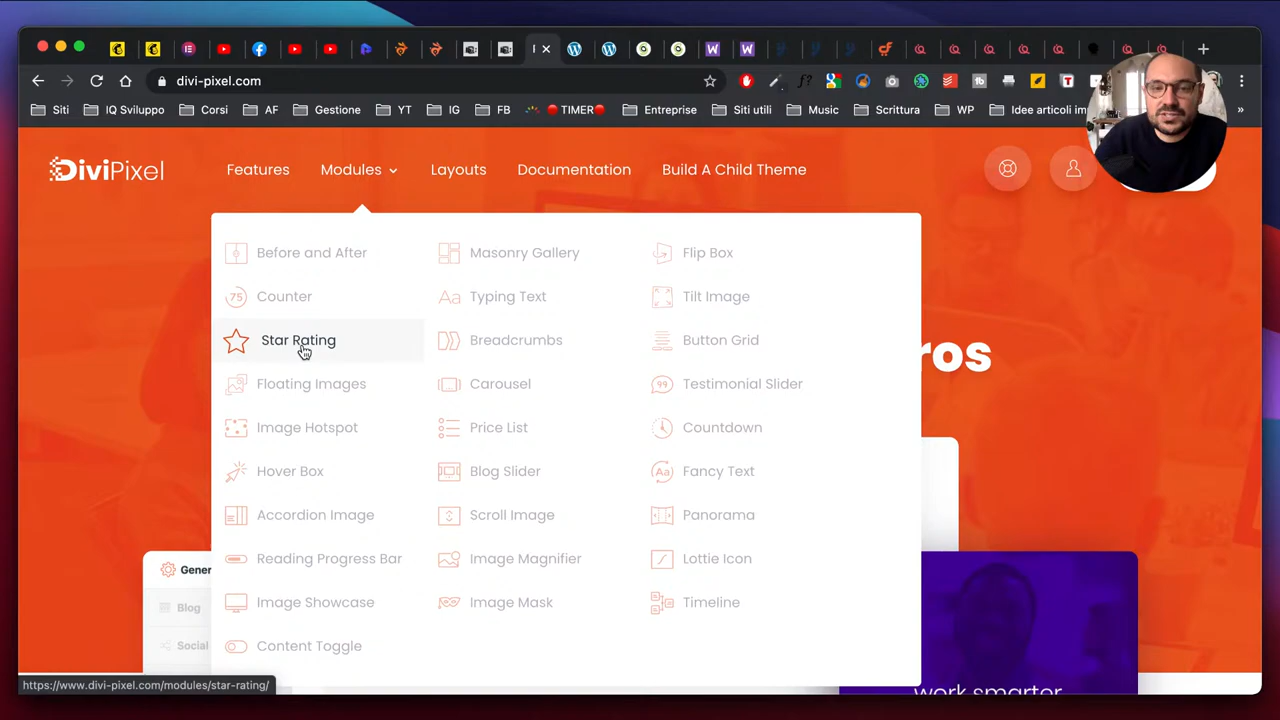 divi-pixel.com
Siti IQ Sviluppo Corsi AF Gestione YT IG FB TIMER Entreprise Siti utili Music Scrittura WP Idee articoli im »
DiviPixel Features Modules Layouts Documentation Build A Child Theme
Before and After Masonry Gallery Flip Box
75 Counter Aa Typing Text Tilt Image
Star Rating Breadcrumbs Button Grid
ros
Floating Images Carousel 99 Testimonial Slider
Image Hotspot Price List Countdown
Hover Box Blog Slider Aa Fancy Text
Accordion Image Scroll Image Panorama
Reading Progress Bar Image Magnifier Lottie Icon
Gener
Image Showcase Image Mask Timeline
Blog
Content Toggle
Social
https://www.divi-pixel.com/modules/star-rating/
work smarter